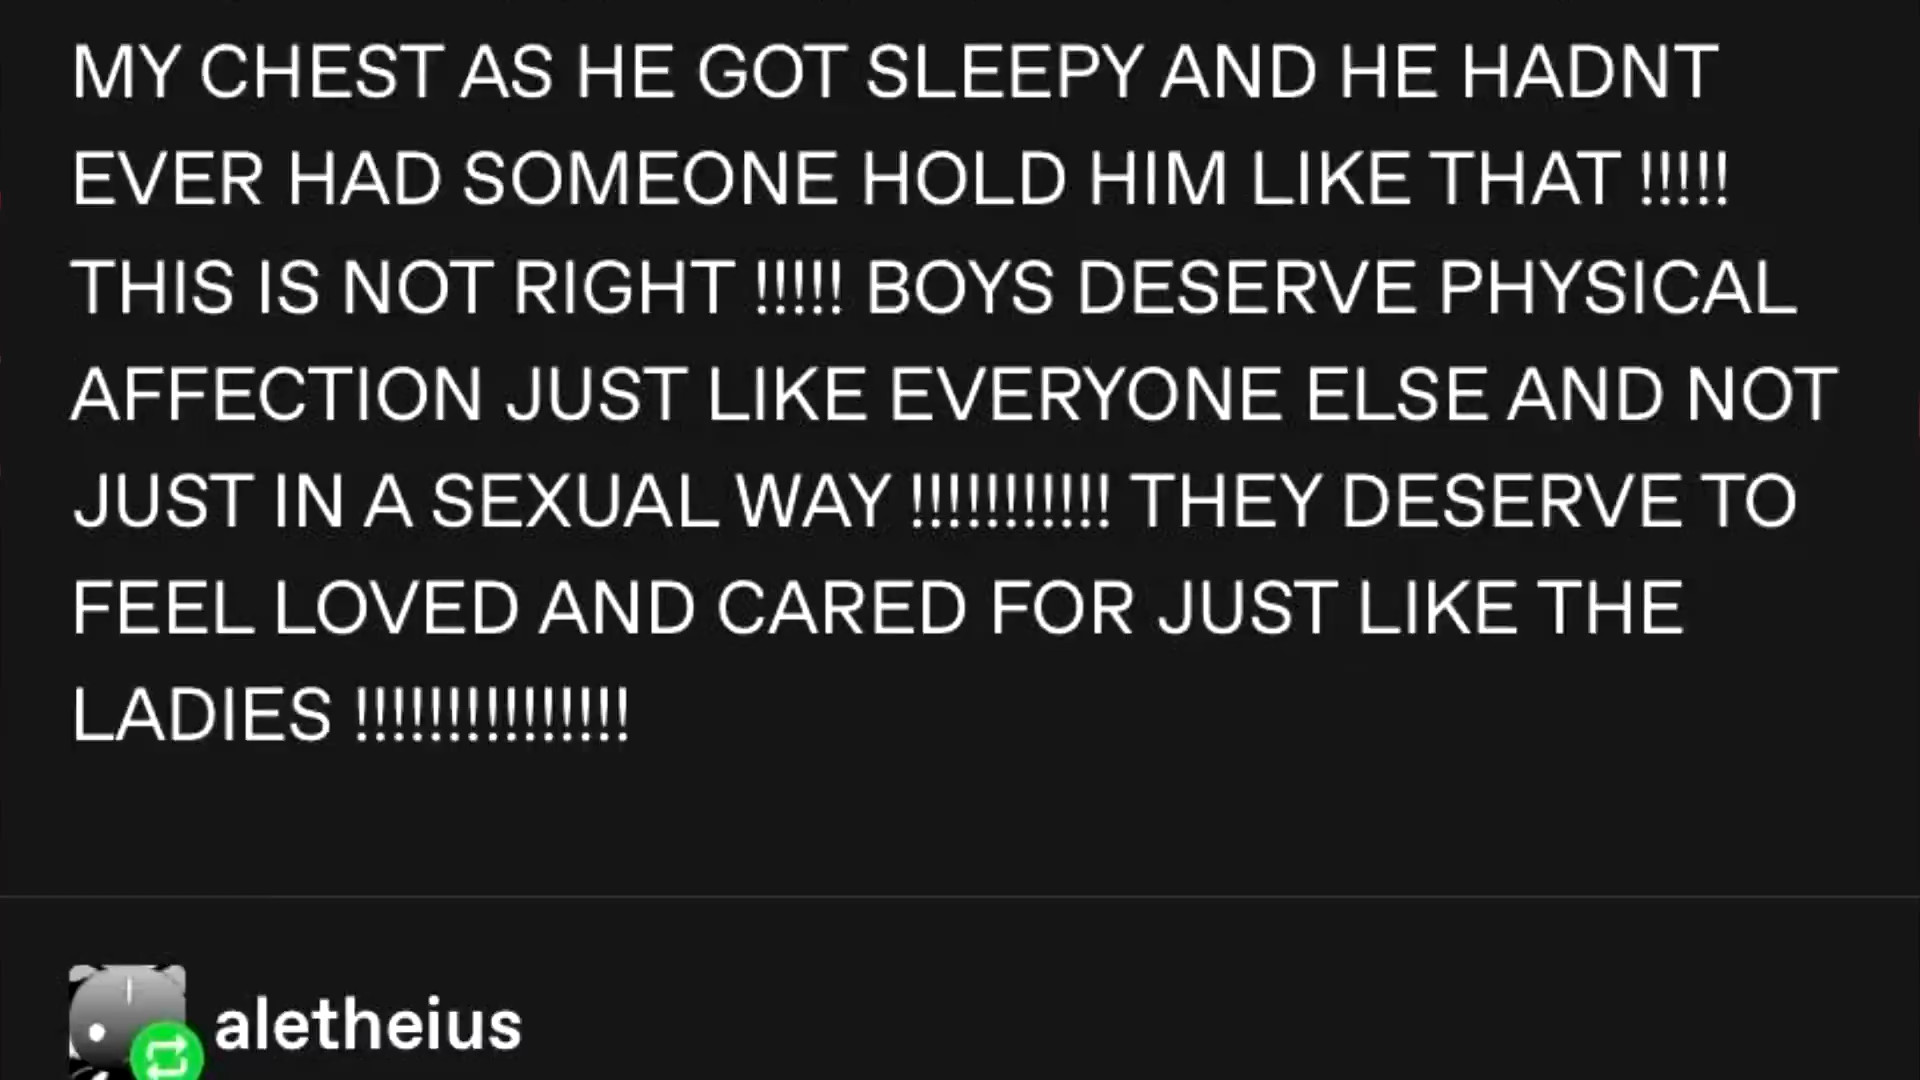 MY CHEST AS HE GOT SLEEPY AND HE HADNT
EVER HAD SOMEONE HOLD HIM LIKE THAT !!!!!
THIS IS NOT RIGHT !!!!! BOYS DESERVE PHYSICAL
AFFECTION JUST LIKE EVERYONE ELSE AND NOT
JUST IN A SEXUAL WAY !!!!!!!!!!! THEY DESERVE TO
FEEL LOVED AND CARED FOR JUST LIKE THE
LADIES !!!!!!!!!!!!!!!
aletheius